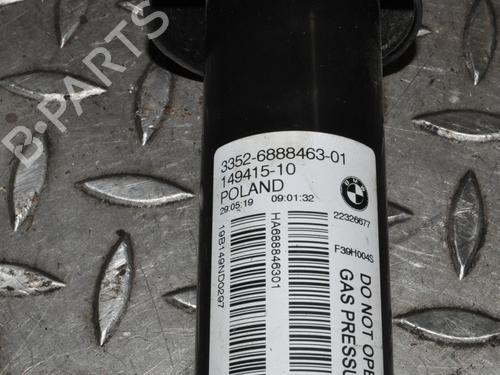 B-PARTS
3352-6888463-01
149415-10
POLAND
29.05.19 09:01:32
22326677
HA688846301
19B149ND0297
F39H004S
DO NOT OPE
GAS PRESSU